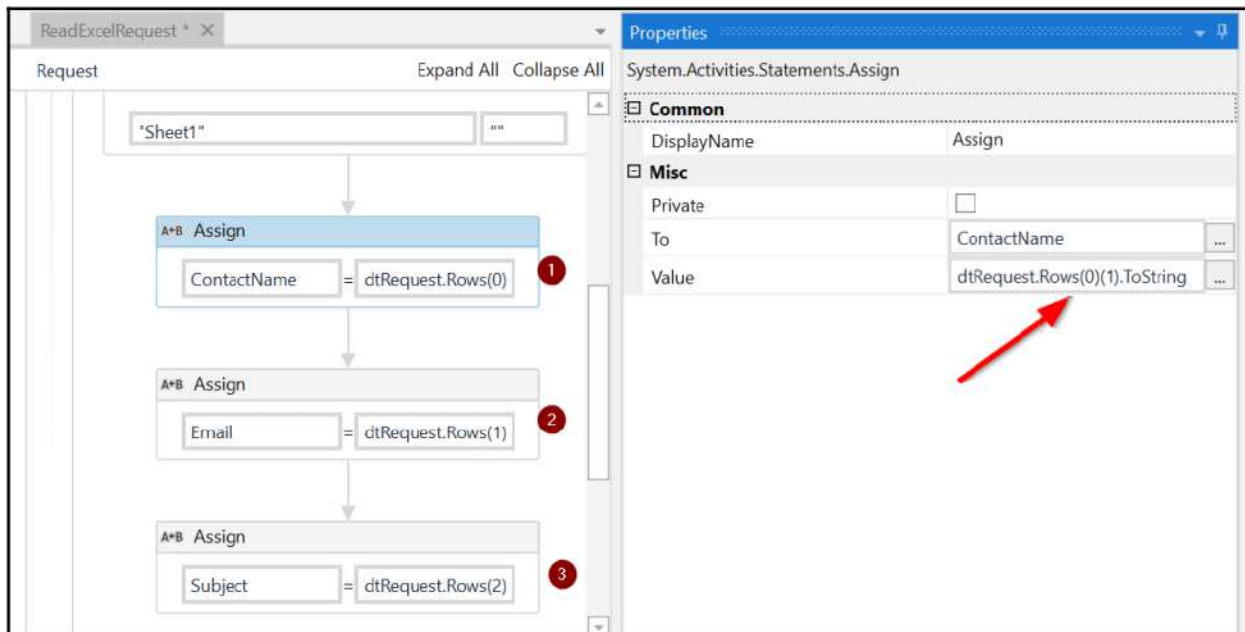 ReadExcelRequest *
Request Expand All Collapse All
"Sheet1" ""
A+B Assign
ContactName = dtRequest.Rows(0)
1
A+B Assign
Email = dtRequest.Rows(1)
2
A+B Assign
Subject = dtRequest.Rows(2)
3
Properties
System.Activities.Statements.Assign
Common
DisplayName Assign
Misc
Private
To ContactName ...
Value dtRequest.Rows(0)(1).ToString ...